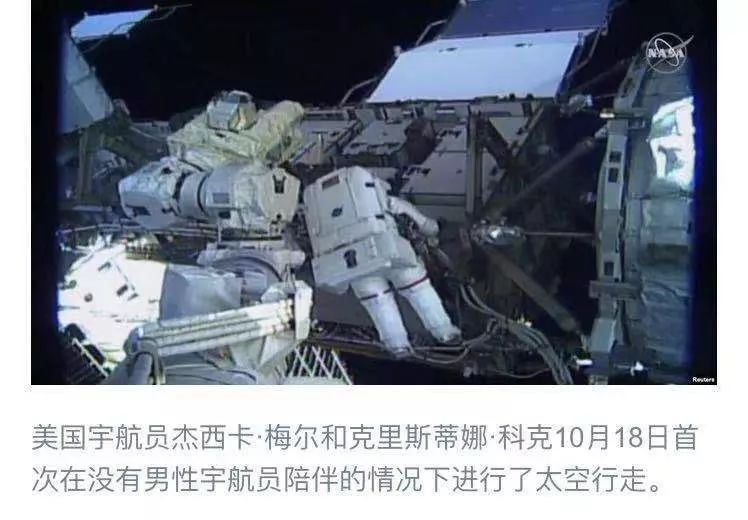 NASA
Reuters
美国宇航员杰西卡·梅尔和克里斯蒂娜·科克10月18日首
次在没有男性宇航员陪伴的情况下进行了太空行走。